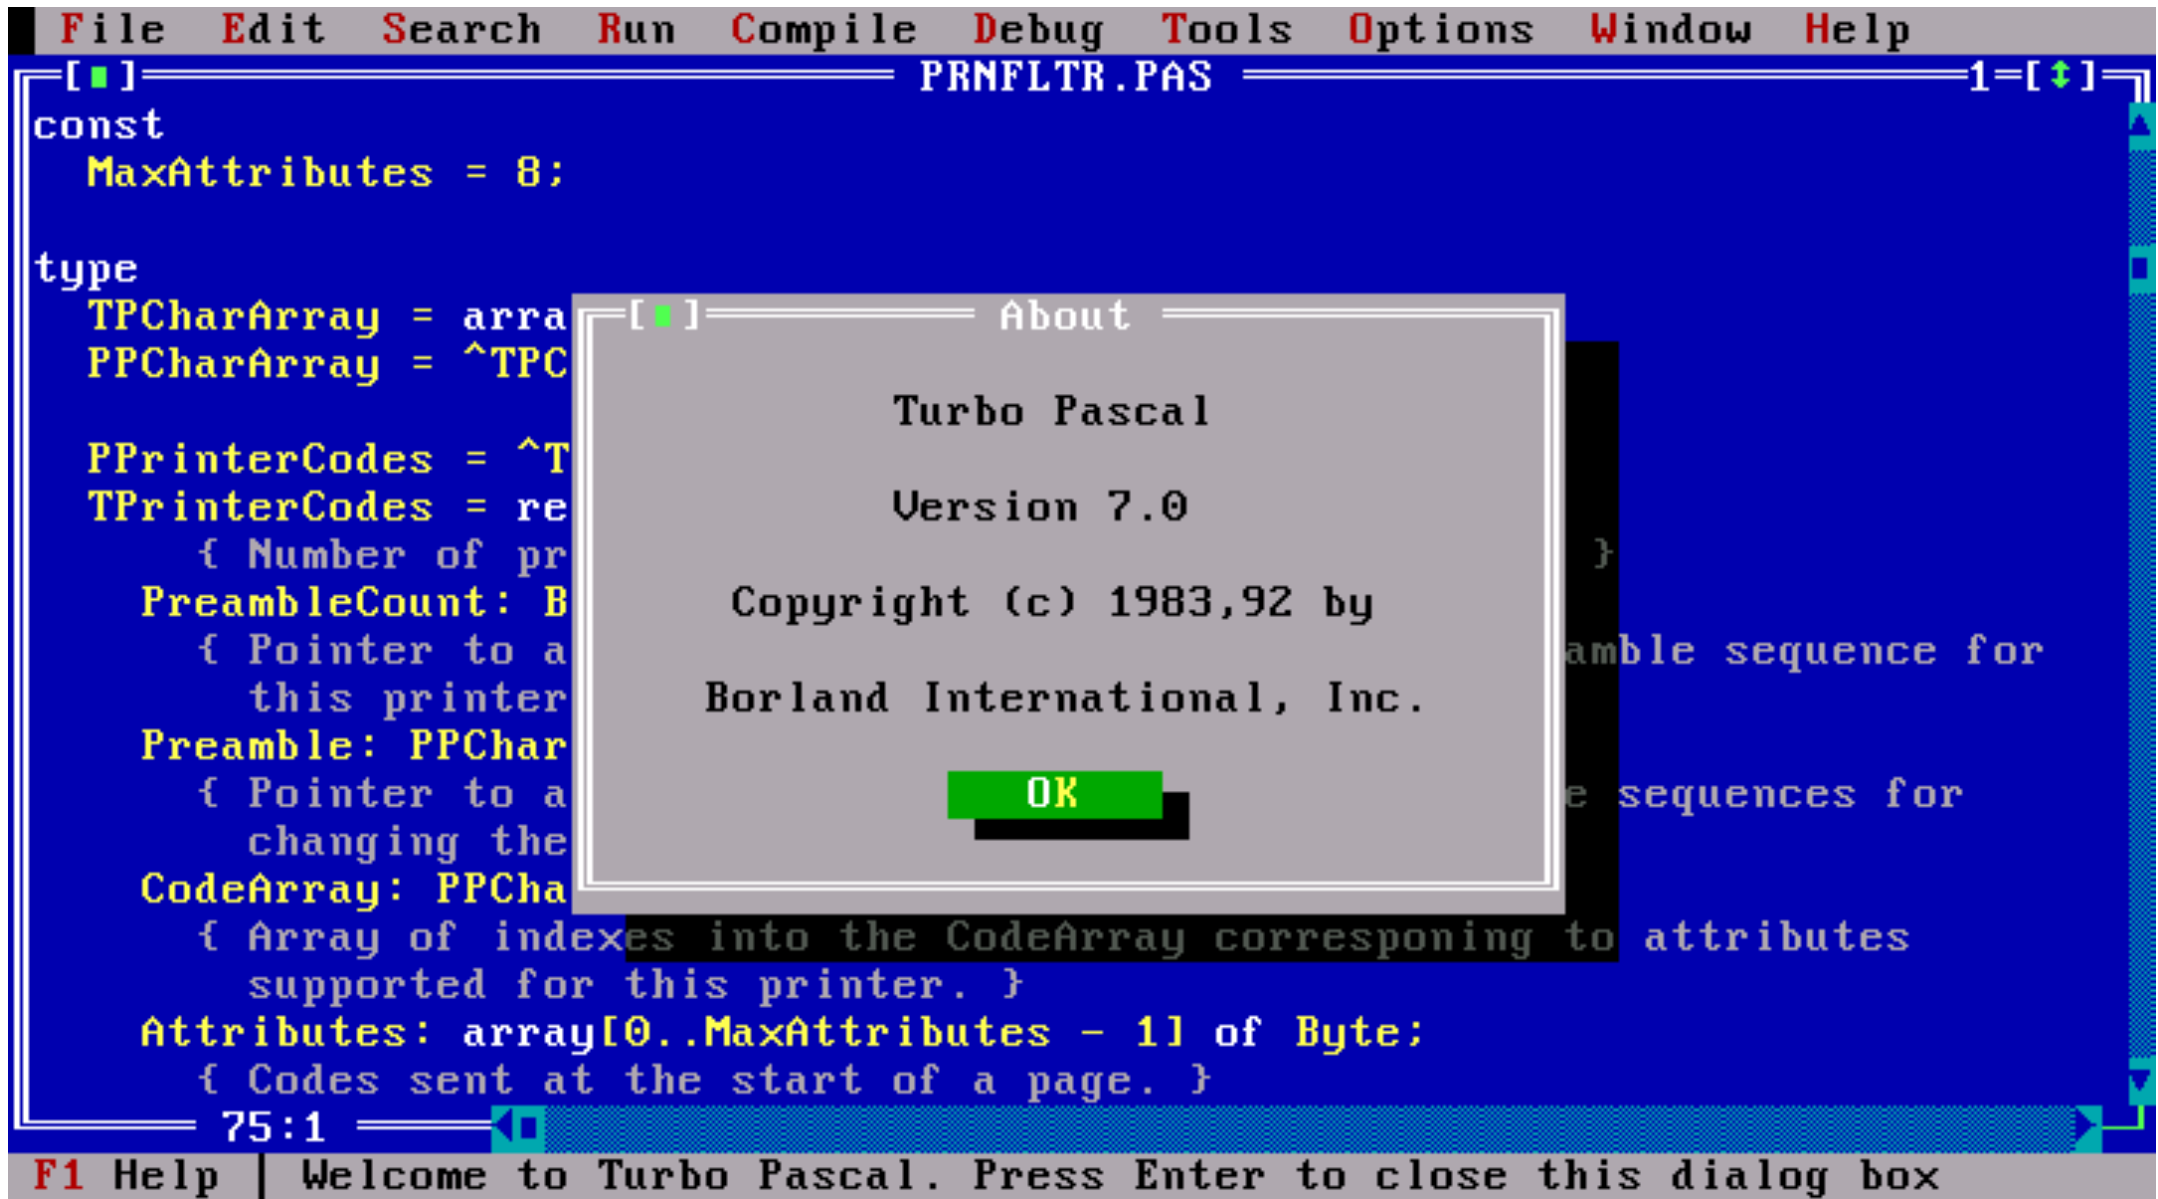 File Edit Search Run Compile Debug Tools Options Window Help
[■] PRNFLTR.PAS 1=[↕]
const
MaxAttributes = 8;
type
TPCharArray = arra
PPCharArray = ^TPC
PPrinterCodes = ^T
TPrinterCodes = re
{ Number of pr }
PreambleCount: B
{ Pointer to a amble sequence for
this printer
Preamble: PPChar
{ Pointer to a e sequences for
changing the
CodeArray: PPCha
{ Array of indexes into the CodeArray corresponing to attributes
supported for this printer. }
Attributes: array[0..MaxAttributes - 1] of Byte;
{ Codes sent at the start of a page. }
75:1
[■] About
Turbo Pascal
Version 7.0
Copyright (c) 1983,92 by
Borland International, Inc.
OK
F1 Help │ Welcome to Turbo Pascal. Press Enter to close this dialog box